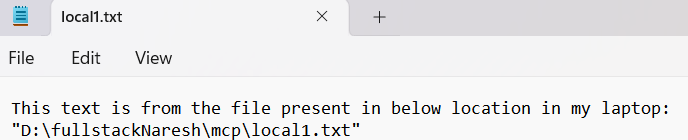 local1.txt
File Edit View
This text is from the file present in below location in my laptop:
"D:\fullstackNaresh\mcp\local1.txt"